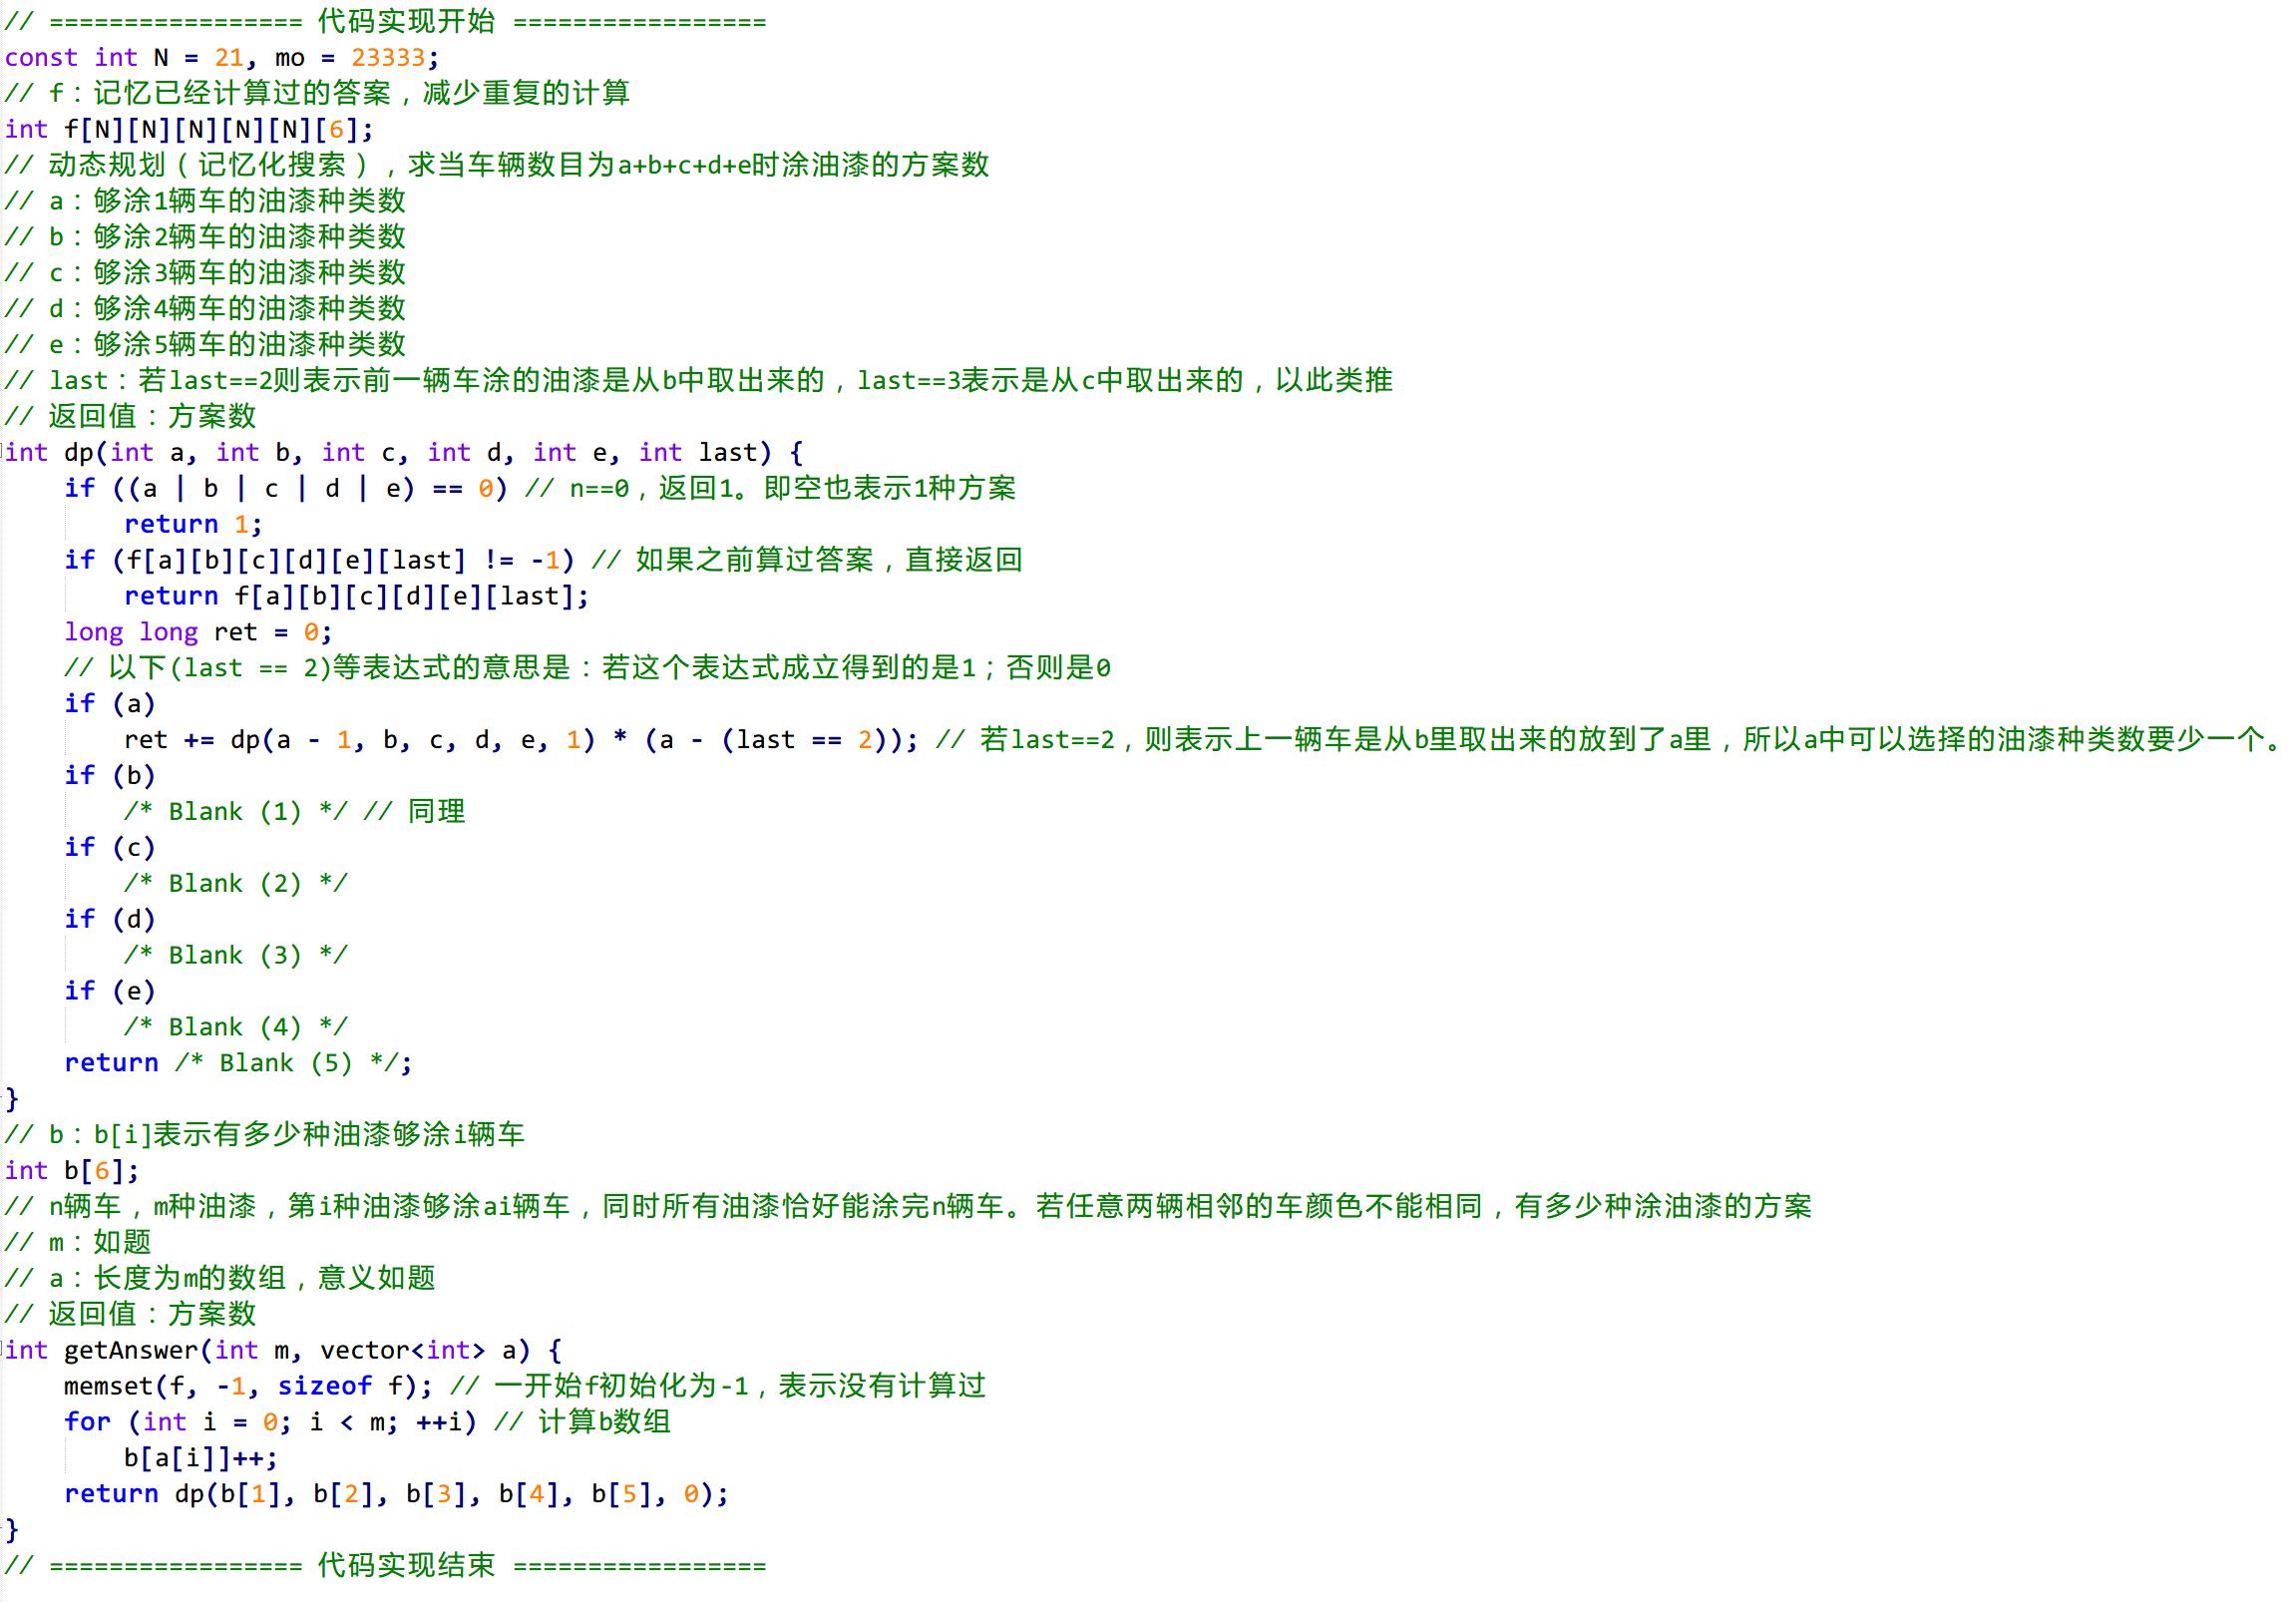 // ================= 代码实现开始 =================
const int N = 21, mo = 23333;
// f：记忆已经计算过的答案，减少重复的计算
int f[N][N][N][N][N][6];
// 动态规划（记忆化搜索），求当车辆数目为a+b+c+d+e时涂油漆的方案数
// a：够涂1辆车的油漆种类数
// b：够涂2辆车的油漆种类数
// c：够涂3辆车的油漆种类数
// d：够涂4辆车的油漆种类数
// e：够涂5辆车的油漆种类数
// last：若last==2则表示前一辆车涂的油漆是从b中取出来的，last==3表示是从c中取出来的，以此类推
// 返回值：方案数
int dp(int a, int b, int c, int d, int e, int last) {
    if ((a | b | c | d | e) == 0) // n==0，返回1。即空也表示1种方案
        return 1;
    if (f[a][b][c][d][e][last] != -1) // 如果之前算过答案，直接返回
        return f[a][b][c][d][e][last];
    long long ret = 0;
    // 以下(last == 2)等表达式的意思是：若这个表达式成立得到的是1；否则是0
    if (a)
        ret += dp(a - 1, b, c, d, e, 1) * (a - (last == 2)); // 若last==2，则表示上一辆车是从b里取出来的放到了a里，所以a中可以选择的油漆种类数要少一个。
    if (b)
        /* Blank (1) */ // 同理
    if (c)
        /* Blank (2) */
    if (d)
        /* Blank (3) */
    if (e)
        /* Blank (4) */
    return /* Blank (5) */;
}
// b：b[i]表示有多少种油漆够涂i辆车
int b[6];
// n辆车，m种油漆，第i种油漆够涂ai辆车，同时所有油漆恰好能涂完n辆车。若任意两辆相邻的车颜色不能相同，有多少种涂油漆的方案
// m：如题
// a：长度为m的数组，意义如题
// 返回值：方案数
int getAnswer(int m, vector<int> a) {
    memset(f, -1, sizeof f); // 一开始f初始化为-1，表示没有计算过
    for (int i = 0; i < m; ++i) // 计算b数组
        b[a[i]]++;
    return dp(b[1], b[2], b[3], b[4], b[5], 0);
}
// ================= 代码实现结束 =================